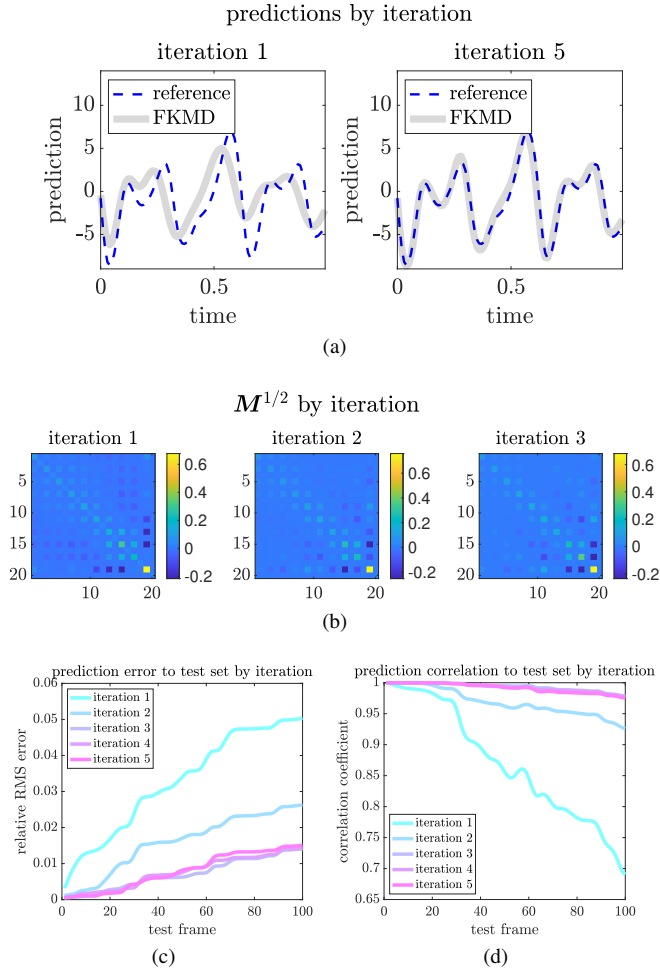 predictions by iteration
iteration 1
iteration 5
prediction
10
5
0
-5
reference
FKMD
0
0.5
time
prediction
10
5
0
-5
reference
FKMD
0
0.5
time
(a)
M^{1/2} by iteration
iteration 1
iteration 2
iteration 3
5
10
15
20
10
20
0.6
0.4
0.2
0
-0.2
5
10
15
20
10
20
0.6
0.4
0.2
0
-0.2
5
10
15
20
10
20
0.6
0.4
0.2
0
-0.2
(b)
prediction error to test set by iteration
relative RMS error
0.06
0.05
0.04
0.03
0.02
0.01
0
iteration 1
iteration 2
iteration 3
iteration 4
iteration 5
0 20 40 60 80 100
test frame
(c)
prediction correlation to test set by iteration
correlation coefficient
1
0.95
0.9
0.85
0.8
0.75
0.7
0.65
iteration 1
iteration 2
iteration 3
iteration 4
iteration 5
0 20 40 60 80 100
test frame
(d)